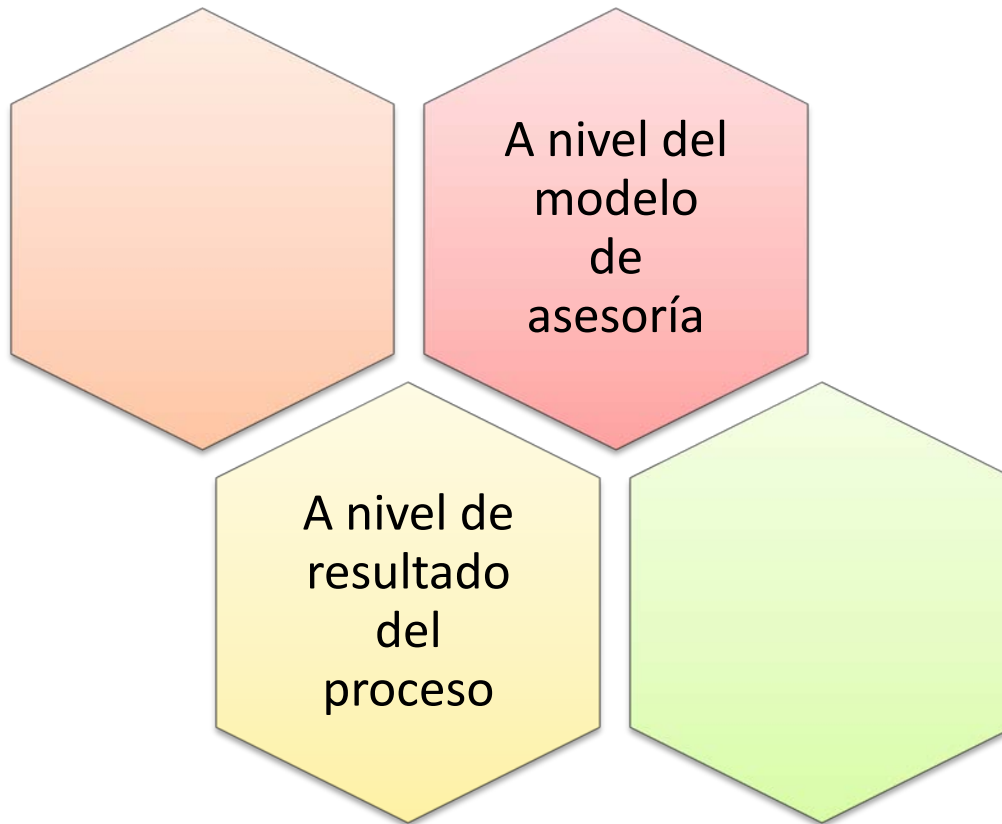 A nivel del
modelo
de
asesoría
A nivel de
resultado
del
proceso